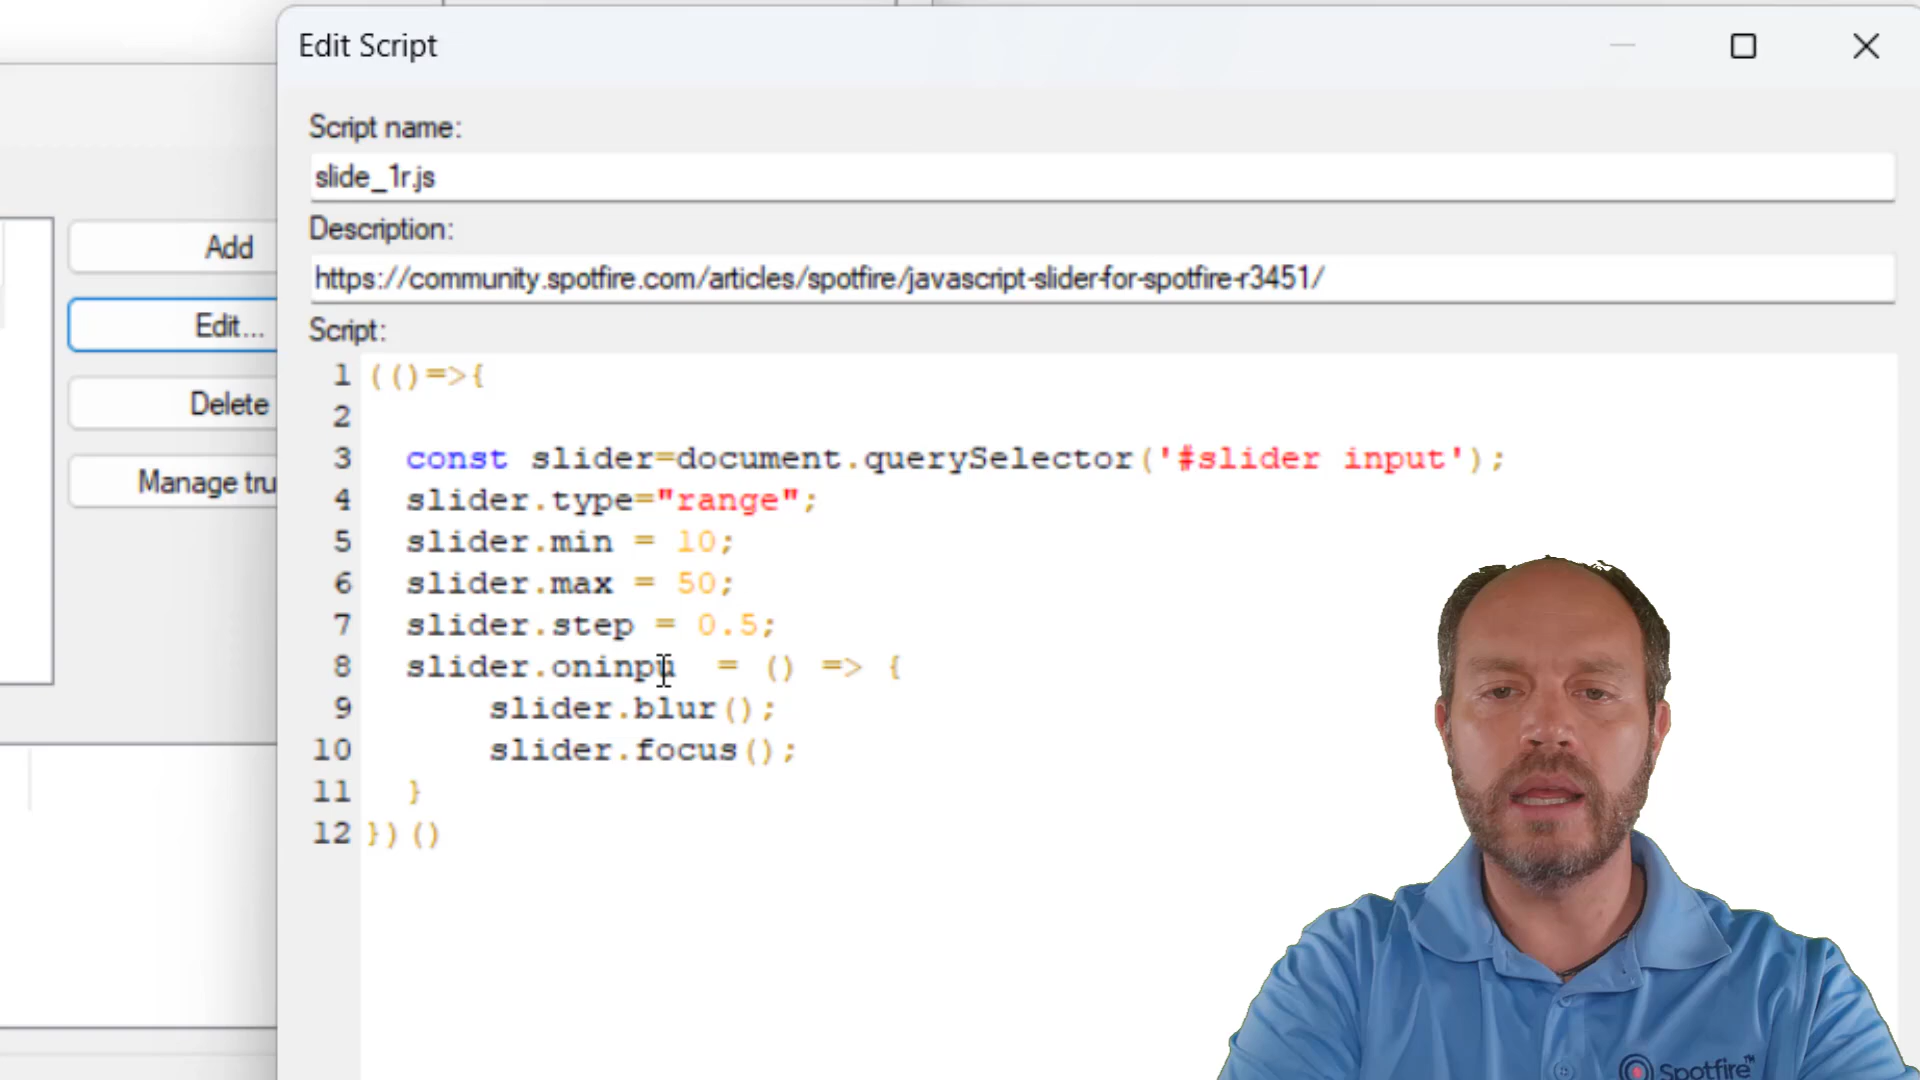 Edit Script
Script name:
slide_1r.js
Description:
https://community.spotfire.com/articles/spotfire/javascript-slider-for-spotfire-r3451/
Script:
Add
Edit...
Delete
Manage tru
1 (()=>{
2
3 const slider=document.querySelector('#slider input');
4 slider.type="range";
5 slider.min = 10;
6 slider.max = 50;
7 slider.step = 0.5;
8 slider.oninpu = () => {
9 slider.blur();
10 slider.focus();
11 }
12 })()
Spotfire™